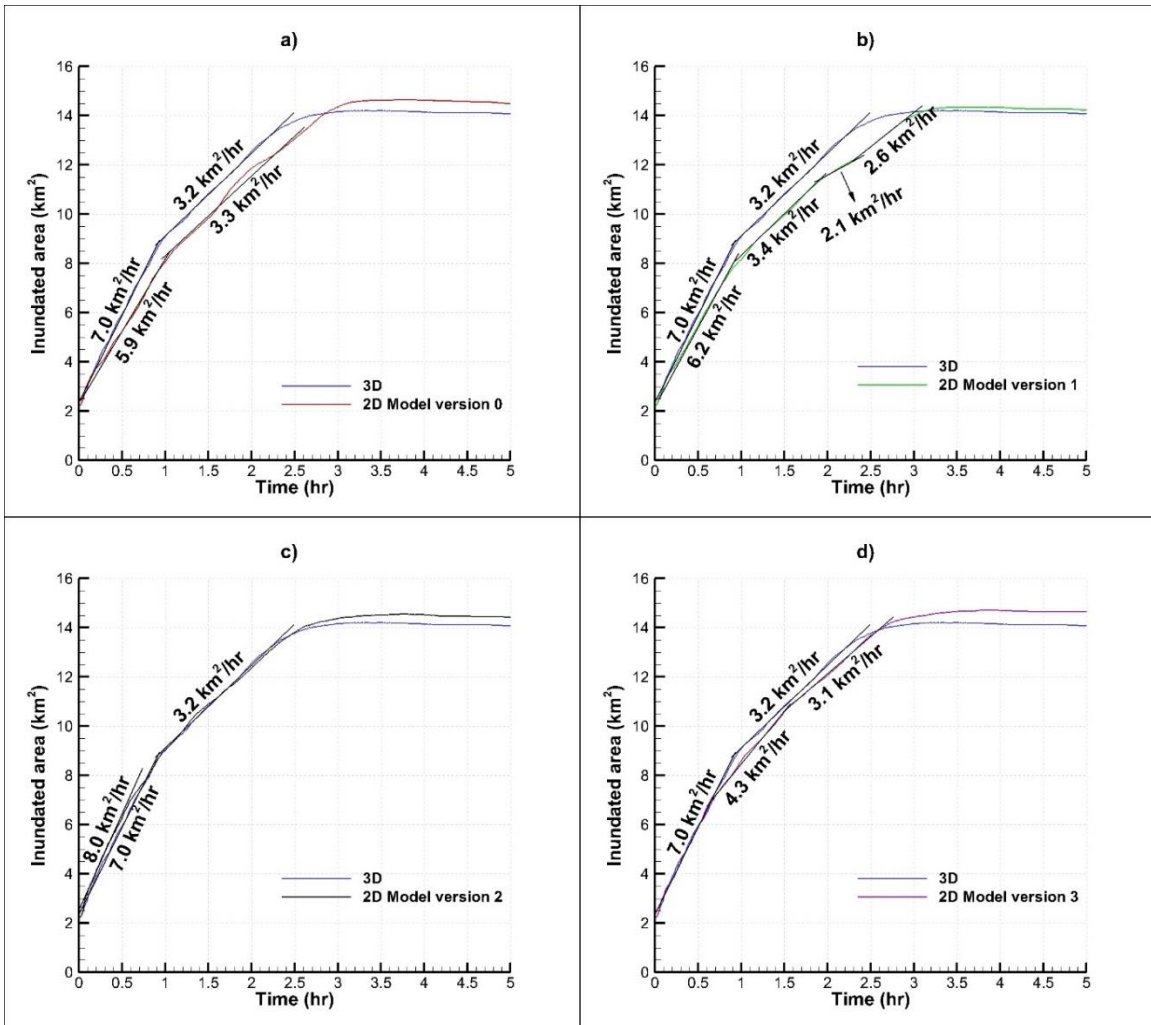 a)
Inundated area (km²)
16
14
12
10
8
6
4
2
0
7.0 km²/hr
5.9 km²/hr
3.2 km²/hr
3.3 km²/hr
3D
2D Model version 0
0 0.5 1 1.5 2 2.5 3 3.5 4 4.5 5
Time (hr)
b)
Inundated area (km²)
16
14
12
10
8
6
4
2
0
7.0 km²/hr
6.2 km²/hr
3.2 km²/hr
3.4 km²/hr
2.1 km²/hr
2.6 km²/hr
3D
2D Model version 1
0 0.5 1 1.5 2 2.5 3 3.5 4 4.5 5
Time (hr)
c)
Inundated area (km²)
16
14
12
10
8
6
4
2
0
8.0 km²/hr
7.0 km²/hr
3.2 km²/hr
3D
2D Model version 2
0 0.5 1 1.5 2 2.5 3 3.5 4 4.5 5
Time (hr)
d)
Inundated area (km²)
16
14
12
10
8
6
4
2
0
7.0 km²/hr
4.3 km²/hr
3.2 km²/hr
3.1 km²/hr
3D
2D Model version 3
0 0.5 1 1.5 2 2.5 3 3.5 4 4.5 5
Time (hr)